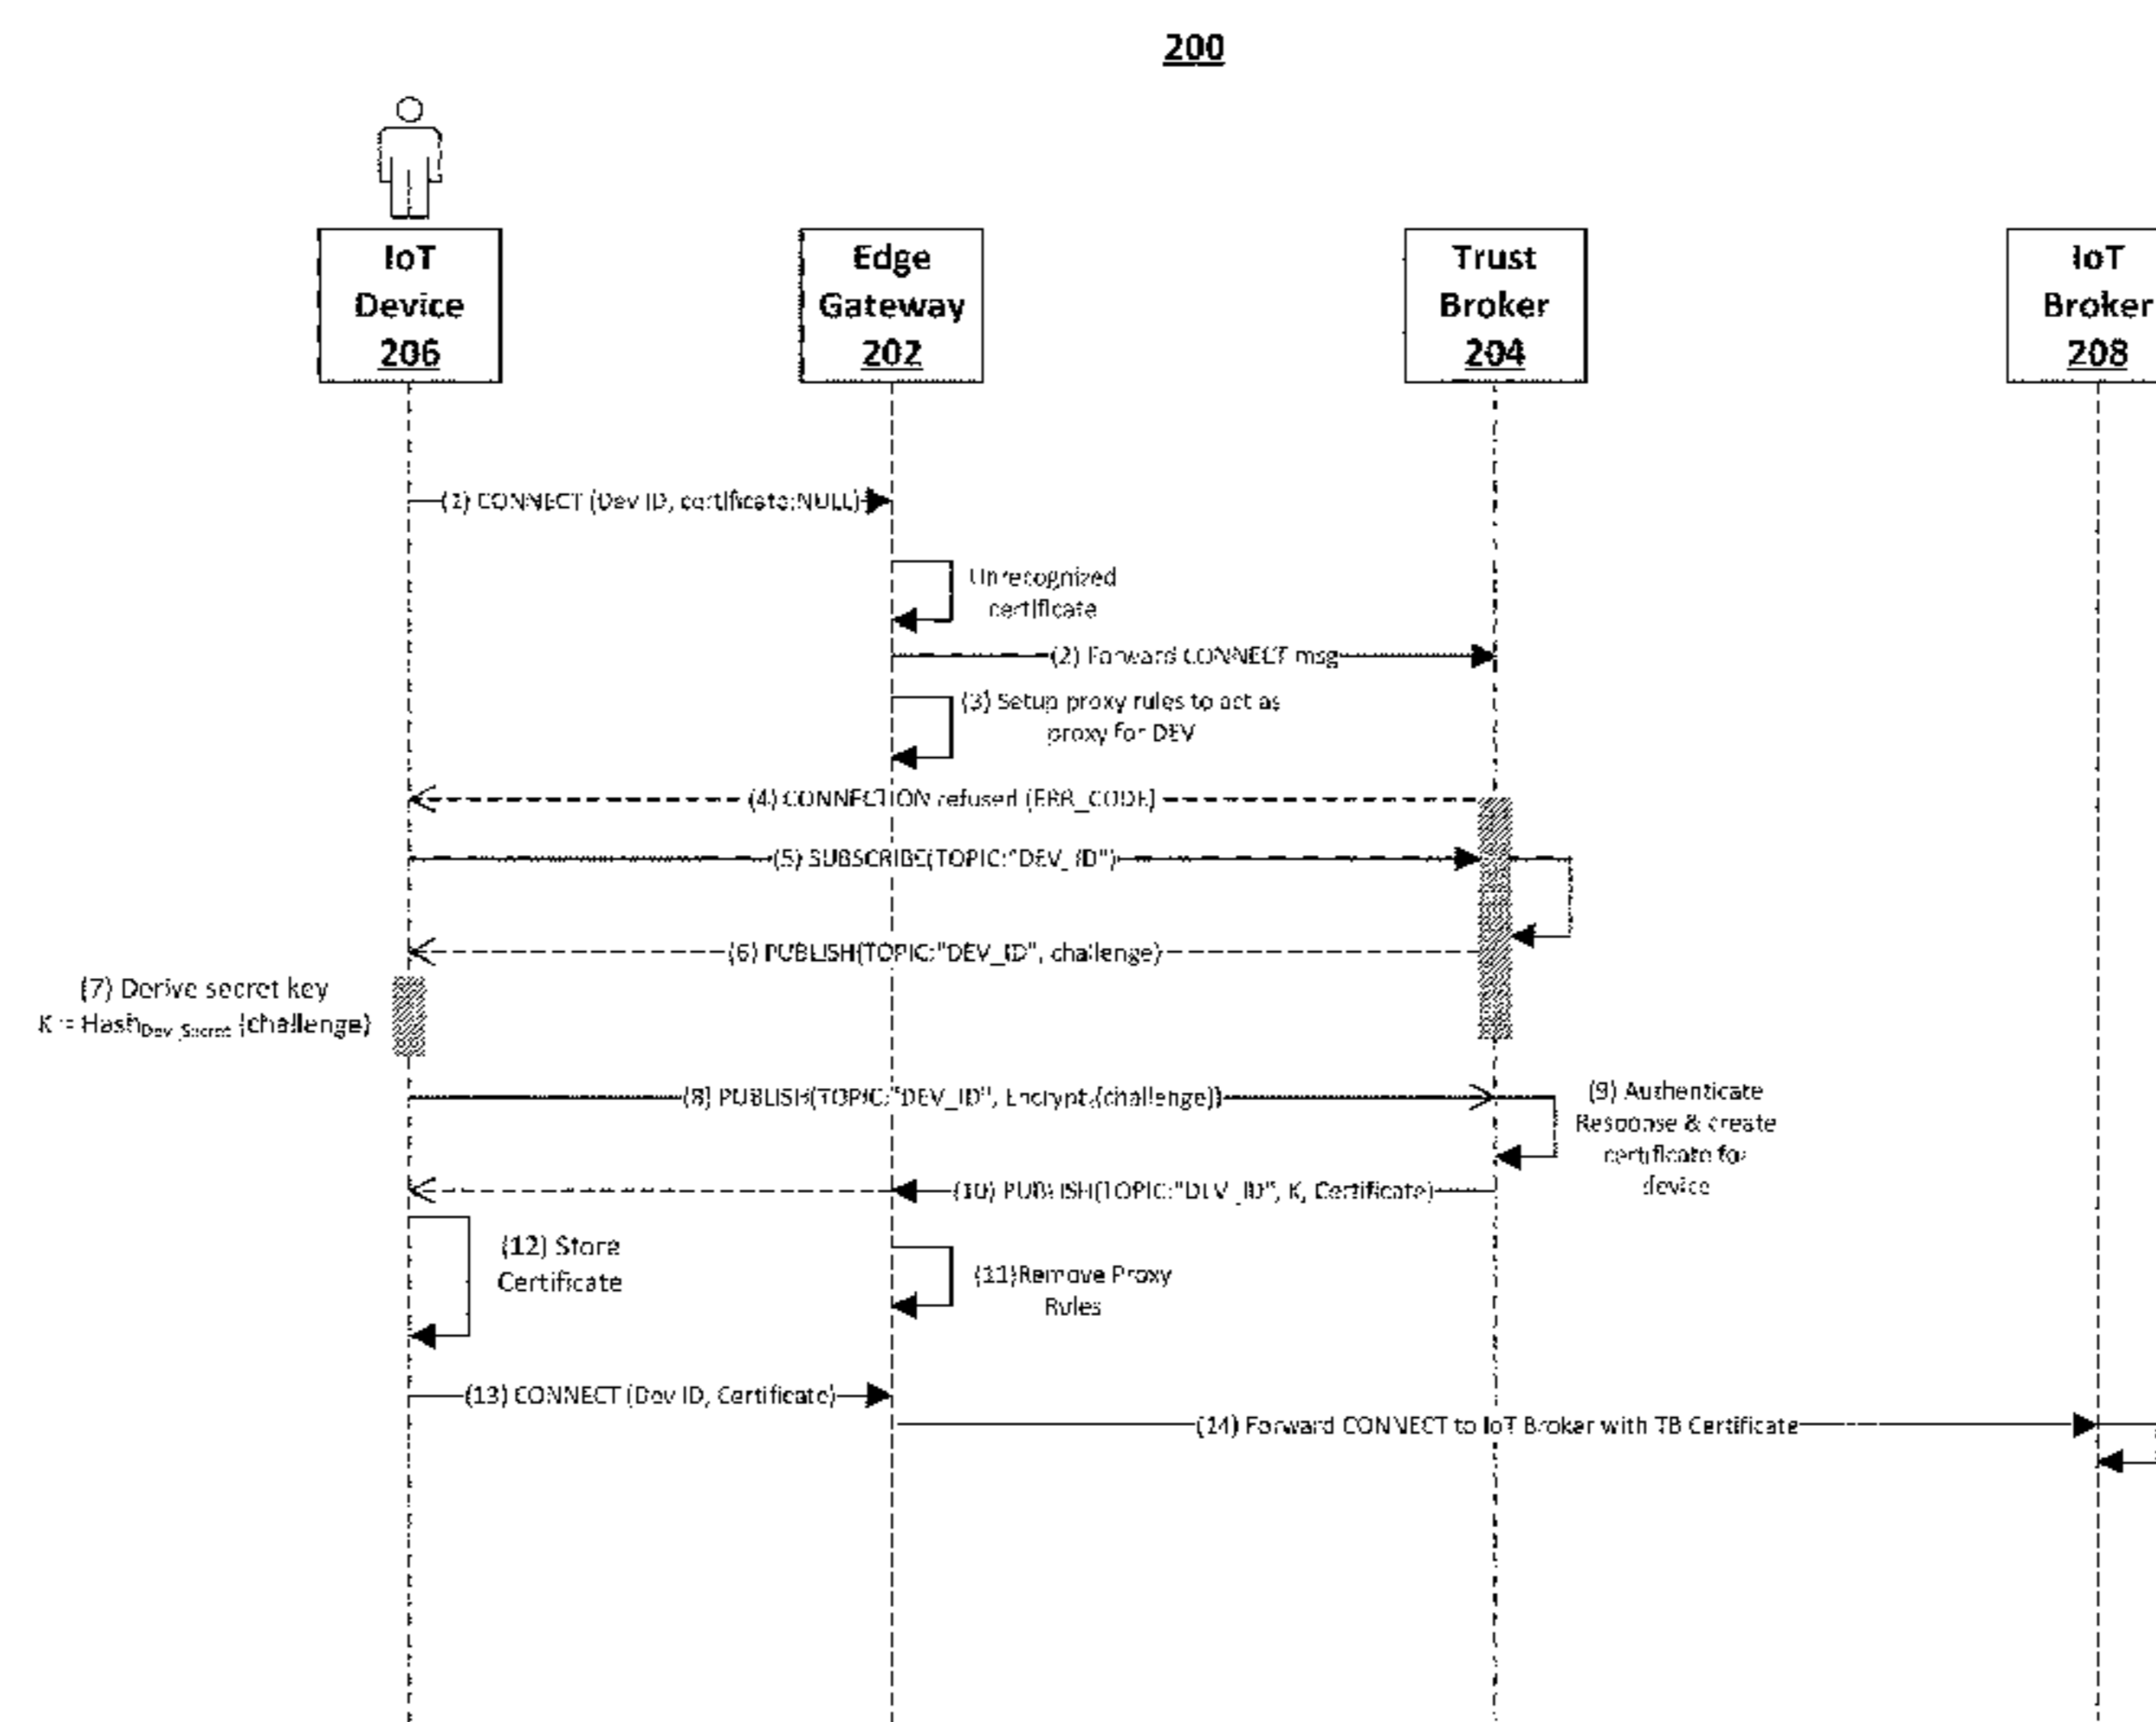 200
IoT
Device
206
Edge
Gateway
202
Trust
Broker
204
IoT
Broker
208
(1) CONNECT (Dev ID, certificate:NULL)
Unrecognized
certificate
(2) Forward CONNECT msg
(3) Setup proxy rules to act as
proxy for DEV
(4) CONNECTION refused (ERR_CODE)
(5) SUBSCRIBE(TOPIC:"DEV_ID")
(6) PUBLISH(TOPIC:"DEV_ID", challenge)
(7) Derive secret key
K = Hash Dev_Secret (challenge)
(8) PUBLISH(TOPIC:"DEV_ID", Encrypt (challenge))
(9) Authenticate
Response & create
certificate for
device
(10) PUBLISH(TOPIC:"DEV_ID", K, Certificate)
(12) Store
Certificate
(11)Remove Proxy
Rules
(13) CONNECT (Dev ID, Certificate)
(14) Forward CONNECT to IoT Broker with TB Certificate